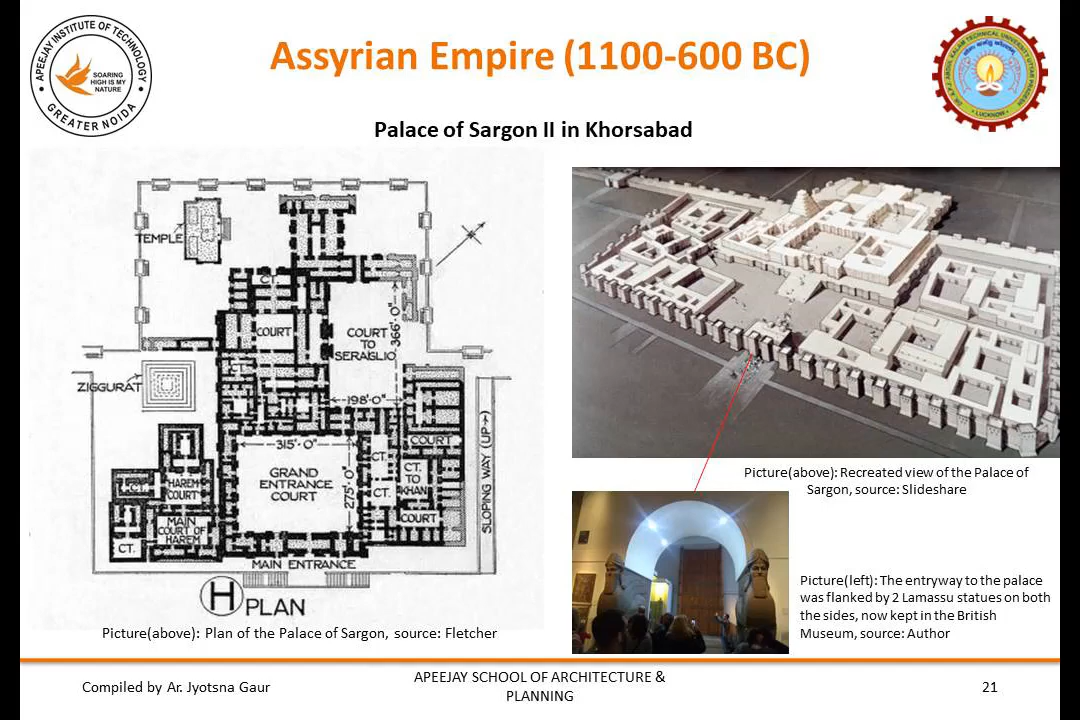 APEEJAY INSTITUTE OF TECHNOLOGY
SOARING
HIGH IS MY
NATURE
GREATER NOIDA
Assyrian Empire (1100-600 BC)
LUCKNOW
Palace of Sargon II in Khorsabad
TEMPLE
CT.
COURT
COURT
TO
SERAGLIO
366'-0"
ZIGGURAT
198'-0"
315'-0"
GRAND
ENTRANCE
COURT
275'-0"
CT.
CT.
COURT
CT.
TO
KHAN
COURT
SLOPING WAY (UP→)
CT.
HAREM
COURT
MAIN
COURT OF
HAREM
CT.
MAIN ENTRANCE
H PLAN
Picture(above): Plan of the Palace of Sargon, source: Fletcher
Picture(above): Recreated view of the Palace of
Sargon, source: Slideshare
Picture(left): The entryway to the palace
was flanked by 2 Lamassu statues on both
the sides, now kept in the British
Museum, source: Author
Compiled by Ar. Jyotsna Gaur
APEEJAY SCHOOL OF ARCHITECTURE &
PLANNING
21